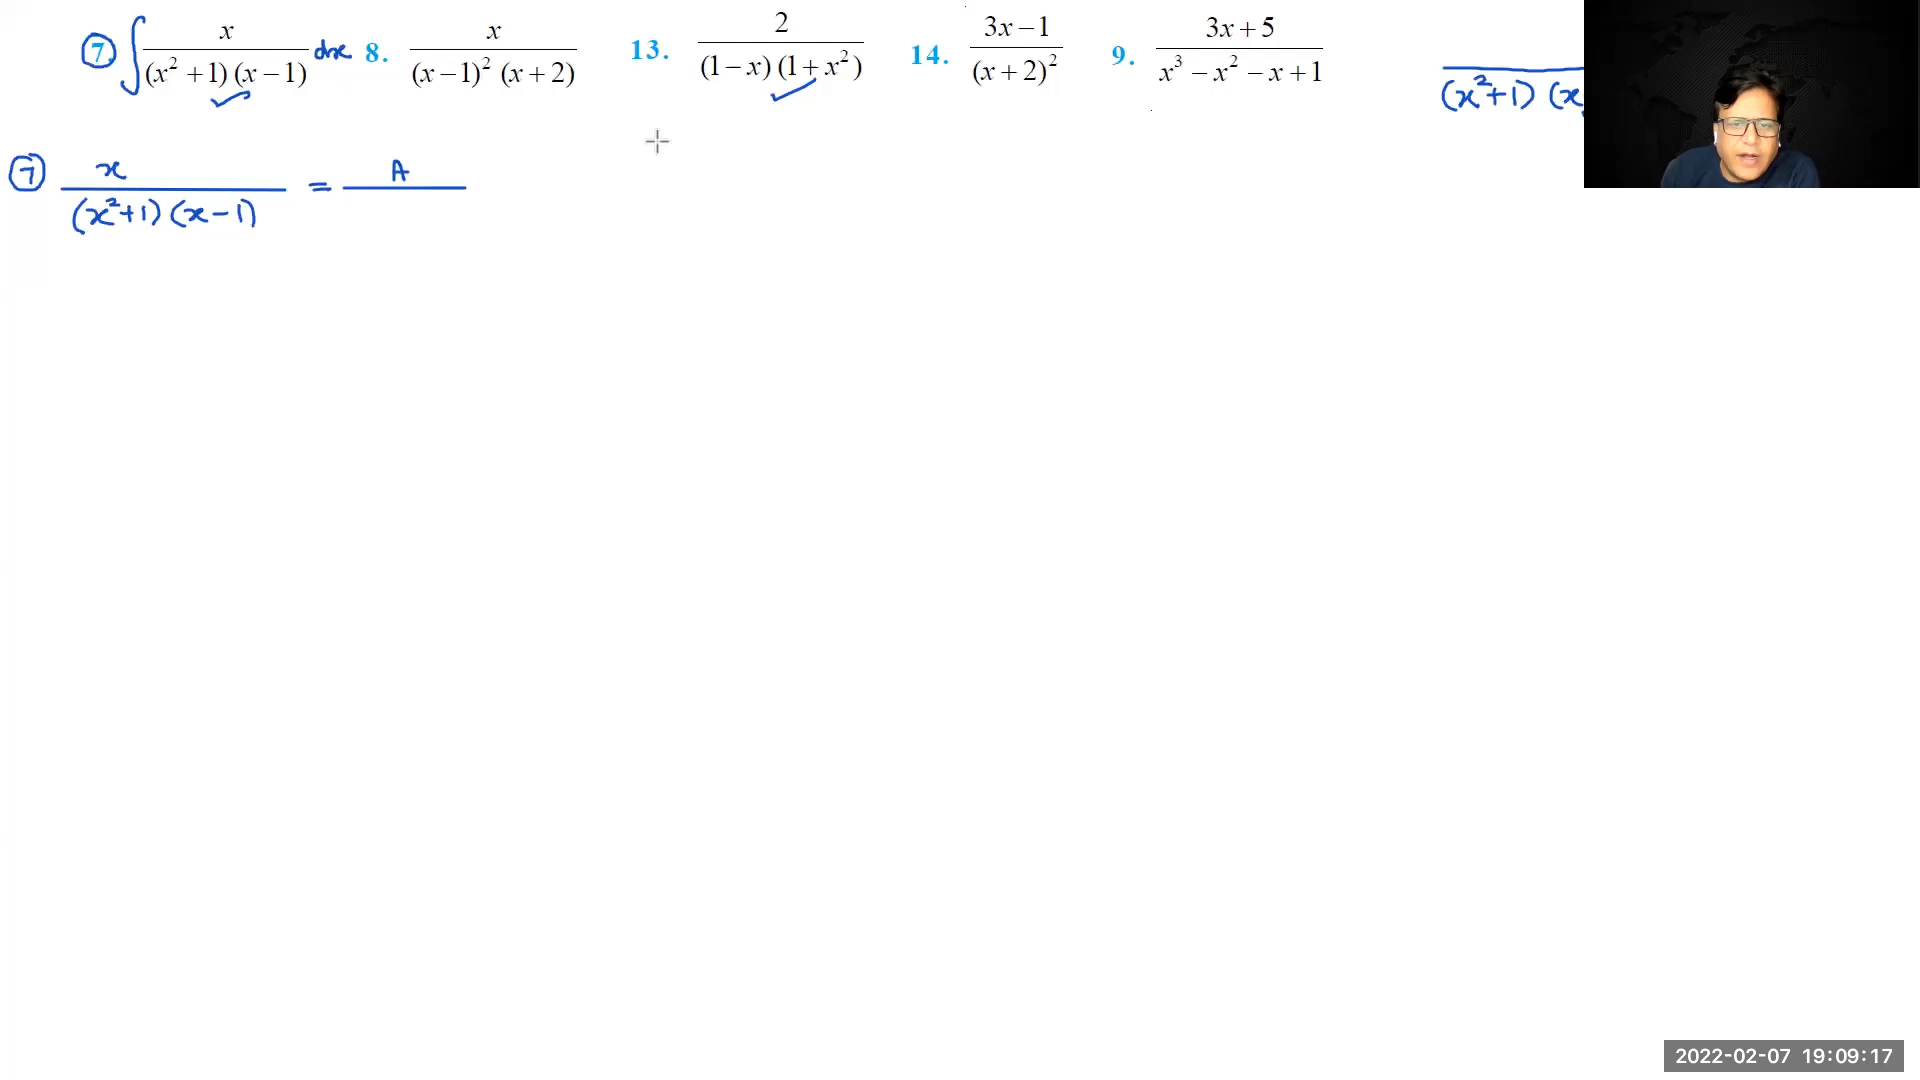 7. ∫ x / (x² + 1) (x − 1) dx 8. x / (x − 1)² (x + 2) 13. 2 / (1 − x) (1 + x²) 14. 3x − 1 / (x + 2)² 9. 3x + 5 / x³ − x² − x + 1 (x² + 1) (x
7 x / (x² + 1) (x − 1) = A /
2022-02-07 19:09:17